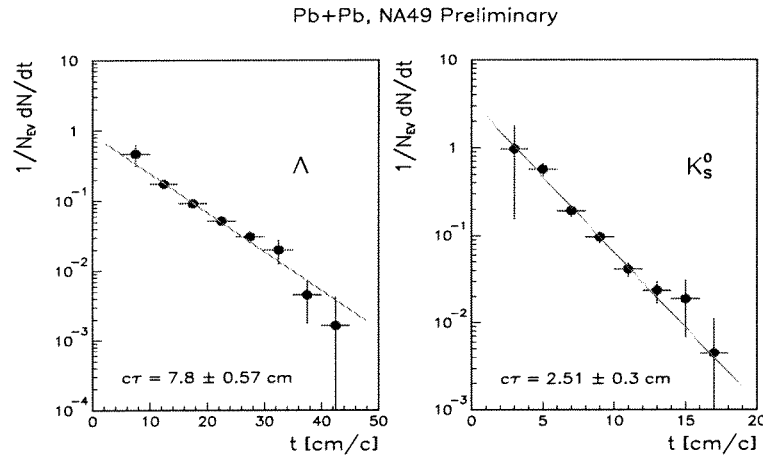 Pb+Pb, NA49 Preliminary
1/N_EV dN/dt
10
1
10^-1
10^-2
10^-3
10^-4
Λ
cτ = 7.8 ± 0.57 cm
0 10 20 30 40 50
t [cm/c]
1/N_EV dN/dt
10
1
10^-1
10^-2
10^-3
K_S^0
cτ = 2.51 ± 0.3 cm
0 5 10 15 20
t [cm/c]